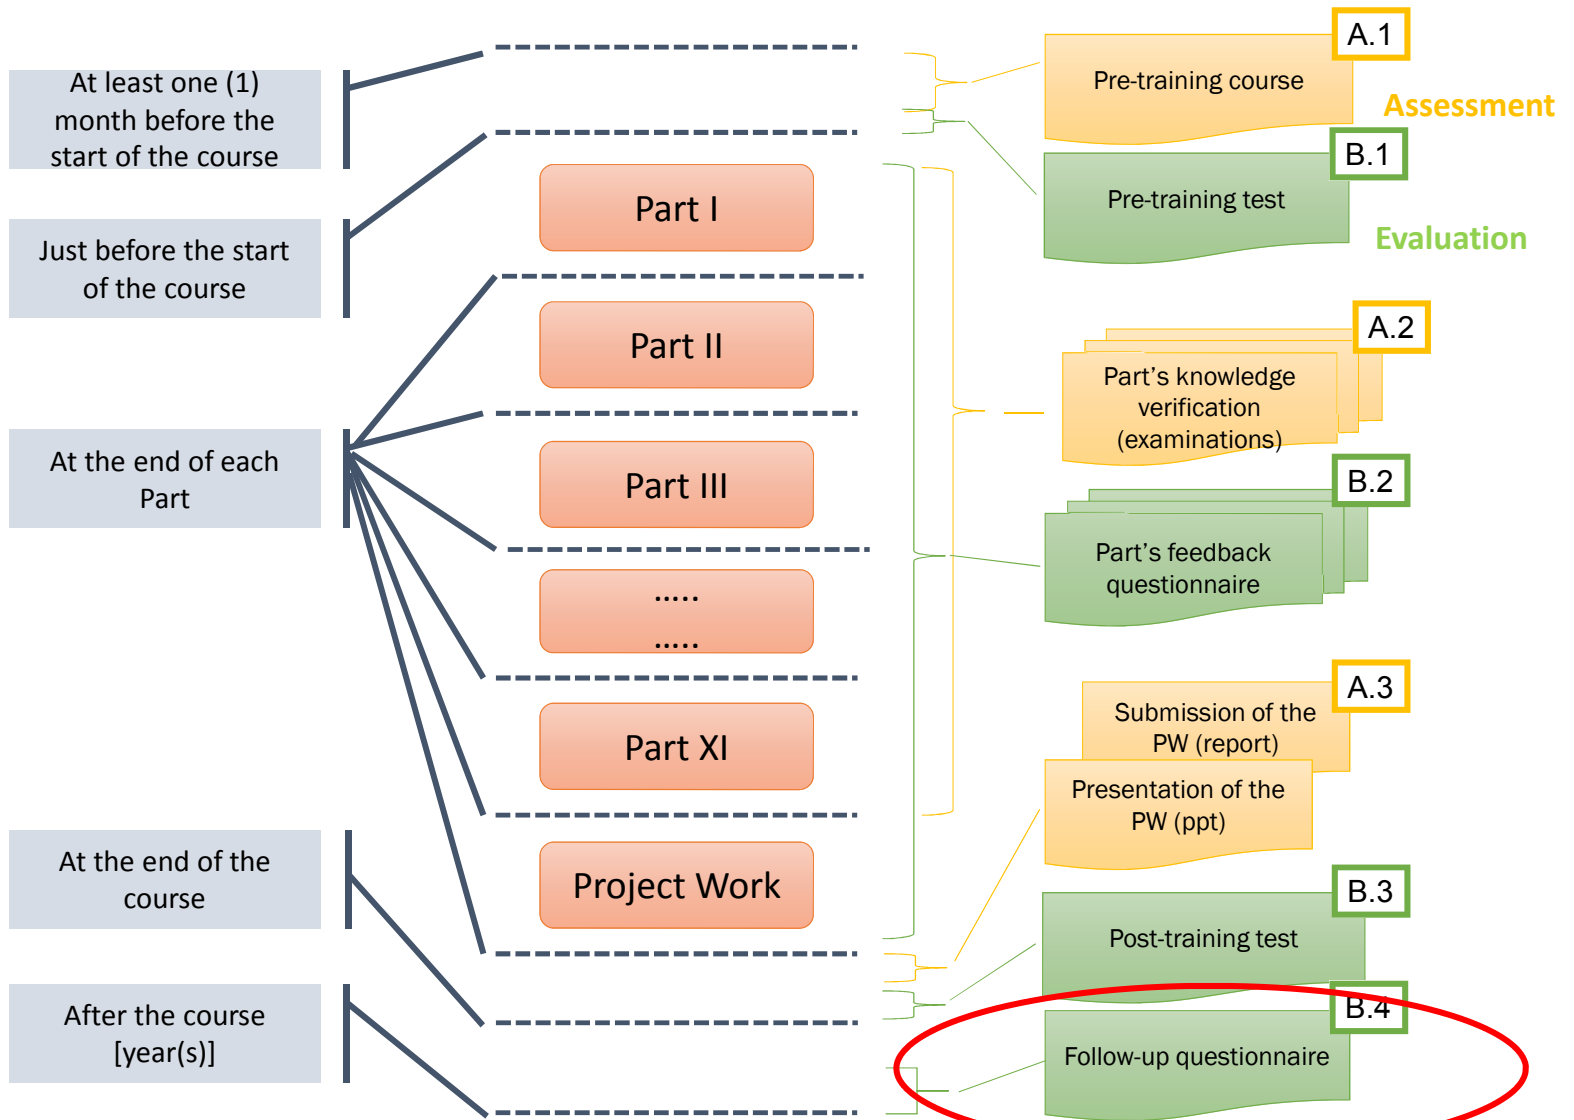 At least one (1)
month before the
start of the course
Just before the start
of the course
At the end of each
Part
At the end of the
course
After the course
[year(s)]
Part I
Part II
Part III
.....
.....
Part XI
Project Work
A.1
Pre-training course
Assessment
B.1
Pre-training test
Evaluation
A.2
Part’s knowledge
verification
(examinations)
B.2
Part’s feedback
questionnaire
A.3
Submission of the
PW (report)
Presentation of the
PW (ppt)
B.3
Post-training test
B.4
Follow-up questionnaire